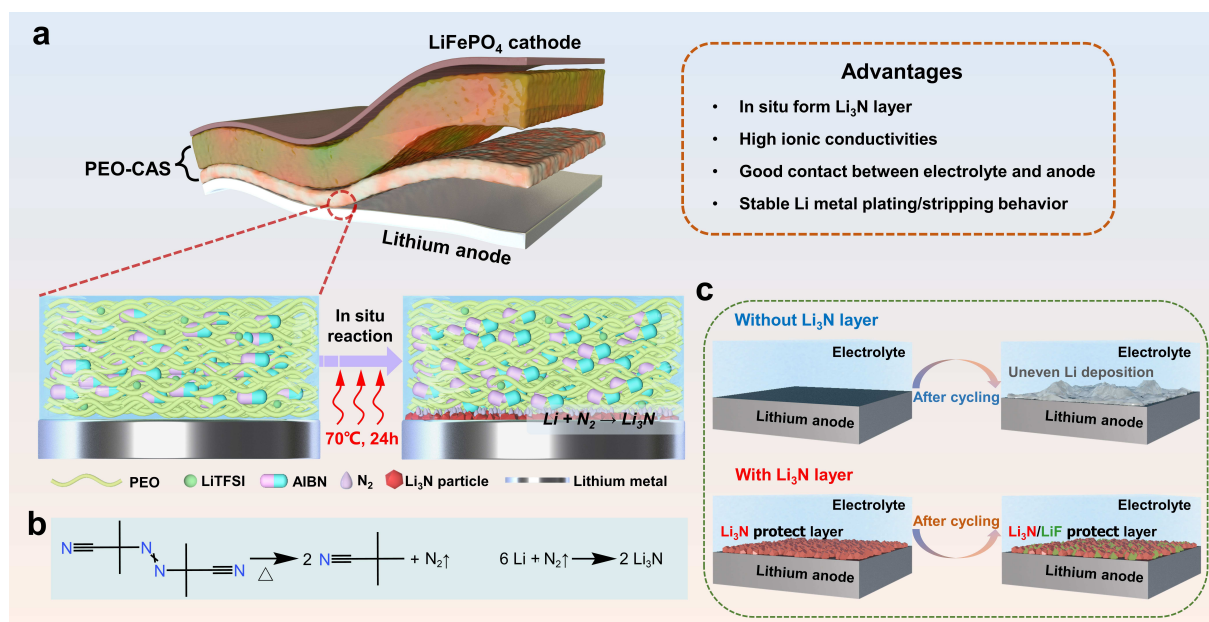 a
LiFePO₄ cathode
PEO-CAS
Lithium anode
Advantages
• In situ form Li₃N layer
• High ionic conductivities
• Good contact between electrolyte and anode
• Stable Li metal plating/stripping behavior
In situ
reaction
70℃, 24h
Li + N₂ → Li₃N
PEO
LiTFSI
AIBN
N₂
Li₃N particle
Lithium metal
b
N
N
N
N
△
2
N
+ N₂↑
6 Li + N₂↑ → 2 Li₃N
c
Without Li₃N layer
Electrolyte
Lithium anode
After cycling
Electrolyte
Uneven Li deposition
Lithium anode
With Li₃N layer
Electrolyte
Li₃N protect layer
Lithium anode
After cycling
Electrolyte
Li₃N/LiF protect layer
Lithium anode